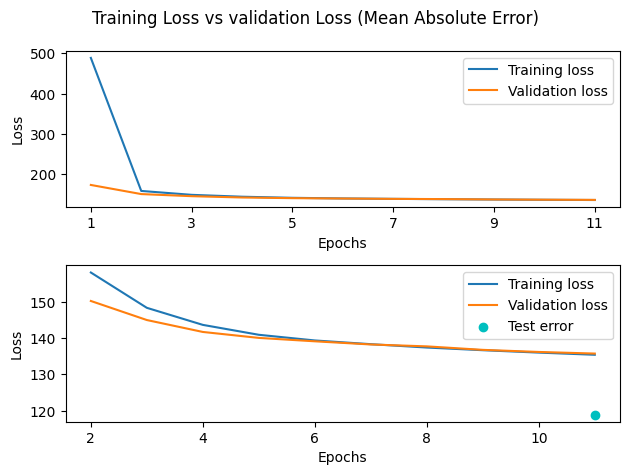 Training Loss vs validation Loss (Mean Absolute Error)
500
400
300
200
Loss
Training loss
Validation loss
1 3 5 7 9 11
Epochs
150
140
130
120
Loss
Training loss
Validation loss
Test error
2 4 6 8 10
Epochs